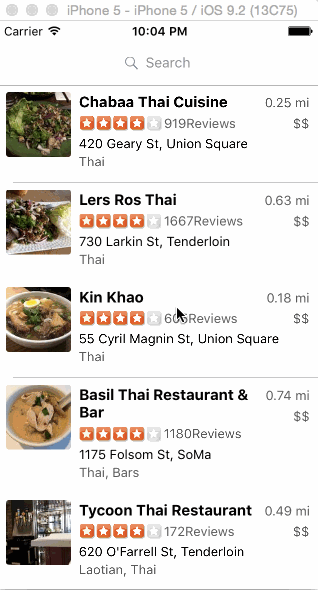 iPhone 5 - iPhone 5 / iOS 9.2 (13C75)
Carrier 10:04 PM
Search
Chabaa Thai Cuisine 0.25 mi
919Reviews $$
420 Geary St, Union Square
Thai
Lers Ros Thai 0.63 mi
1667Reviews $$
730 Larkin St, Tenderloin
Thai
Kin Khao 0.18 mi
$$
55 Cyril Magnin St, Union Square
Thai
Basil Thai Restaurant & 0.74 mi
Bar $$
1180Reviews
1175 Folsom St, SoMa
Thai, Bars
Tycoon Thai Restaurant 0.49 mi
172Reviews $$
620 O'Farrell St, Tenderloin
Laotian, Thai